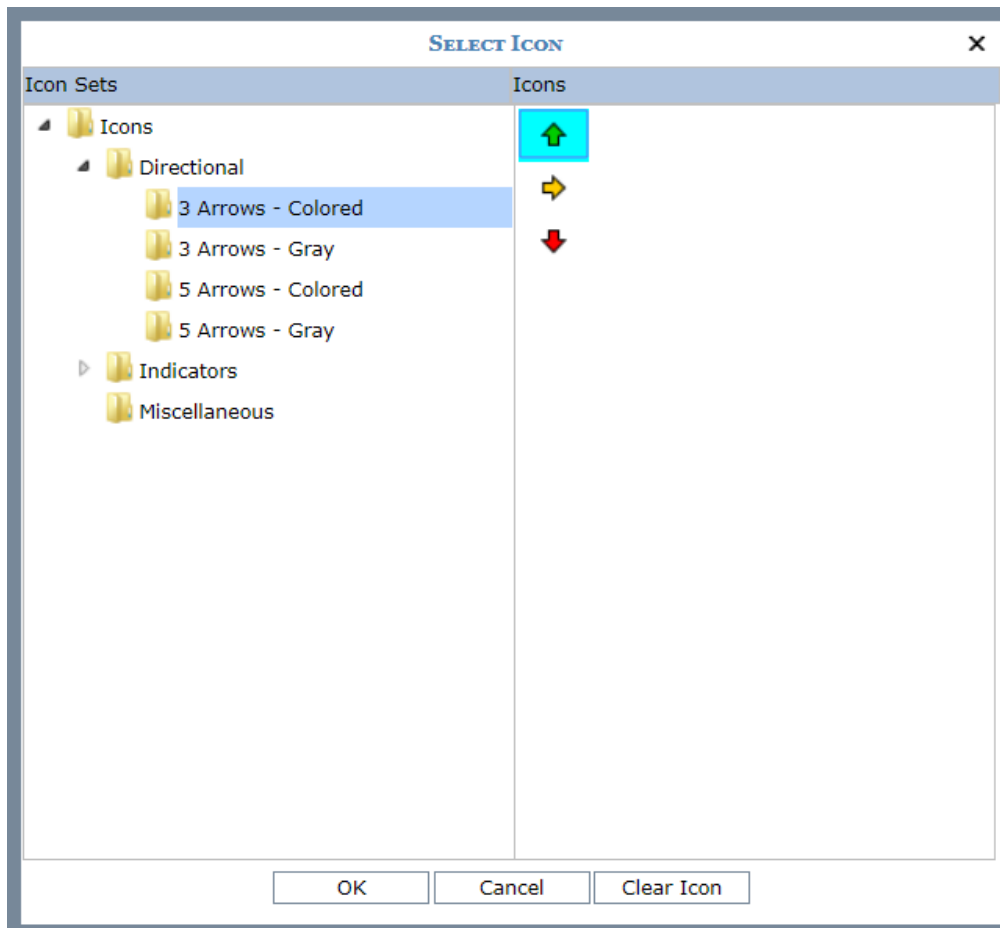 SELECT ICON
Icon Sets
Icons
Icons
Directional
3 Arrows - Colored
3 Arrows - Gray
5 Arrows - Colored
5 Arrows - Gray
Indicators
Miscellaneous
OK
Cancel
Clear Icon